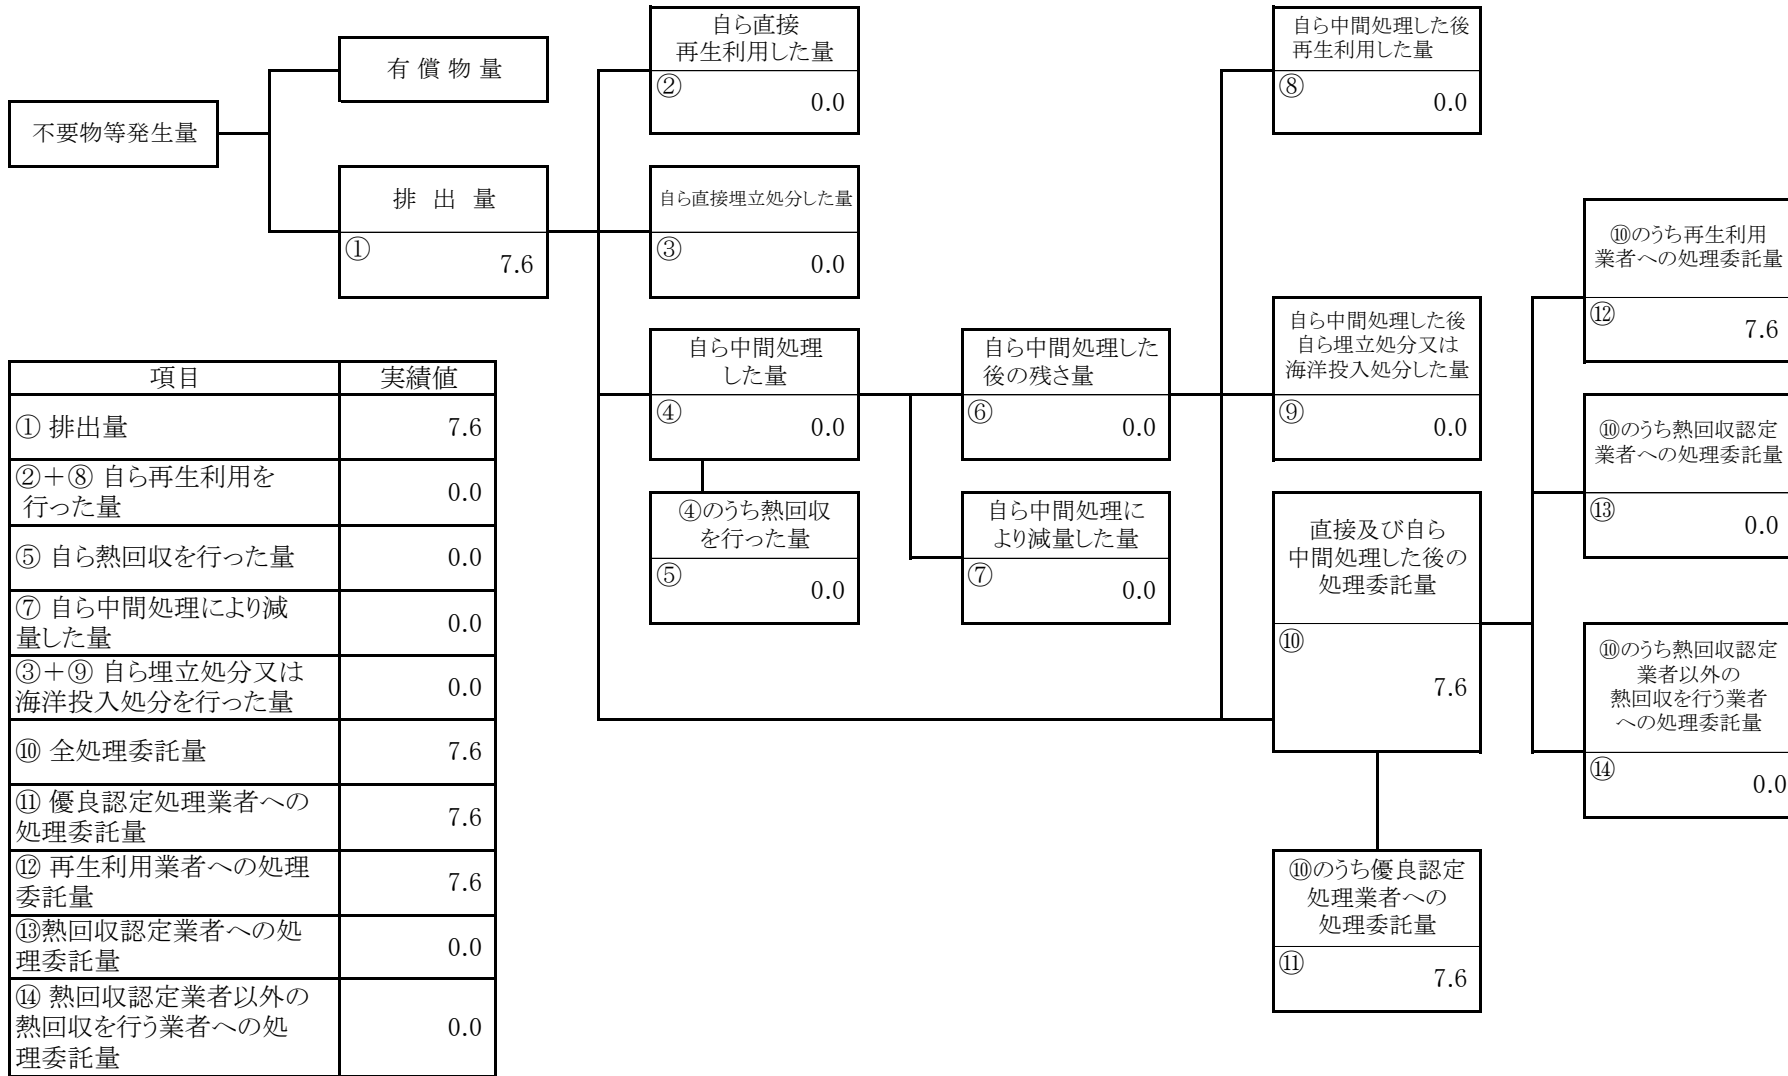 不要物等発生量
有 償 物 量
排 出 量
①
7.6
自ら直接
再生利用した量
②
0.0
自ら直接埋立処分した量
③
0.0
自ら中間処理
した量
④
0.0
④のうち熱回収
を行った量
⑤
0.0
自ら中間処理した
後の残さ量
⑥
0.0
自ら中間処理に
より減量した量
⑦
0.0
自ら中間処理した後
再生利用した量
⑧
0.0
自ら中間処理した後
自ら埋立処分又は
海洋投入処分した量
⑨
0.0
直接及び自ら
中間処理した後の
処理委託量
⑩
7.6
⑩のうち優良認定
処理業者への
処理委託量
⑪
7.6
⑩のうち再生利用
業者への処理委託量
⑫
7.6
⑩のうち熱回収認定
業者への処理委託量
⑬
0.0
⑩のうち熱回収認定
業者以外の
熱回収を行う業者
への処理委託量
⑭
0.0
項目 実績値
① 排出量 7.6
②＋⑧ 自ら再生利用を
行った量 0.0
⑤ 自ら熱回収を行った量 0.0
⑦ 自ら中間処理により減
量した量 0.0
③＋⑨ 自ら埋立処分又は
海洋投入処分を行った量 0.0
⑩ 全処理委託量 7.6
⑪ 優良認定処理業者への
処理委託量 7.6
⑫ 再生利用業者への処理
委託量 7.6
⑬熱回収認定業者への処
理委託量 0.0
⑭ 熱回収認定業者以外の
熱回収を行う業者への処
理委託量 0.0